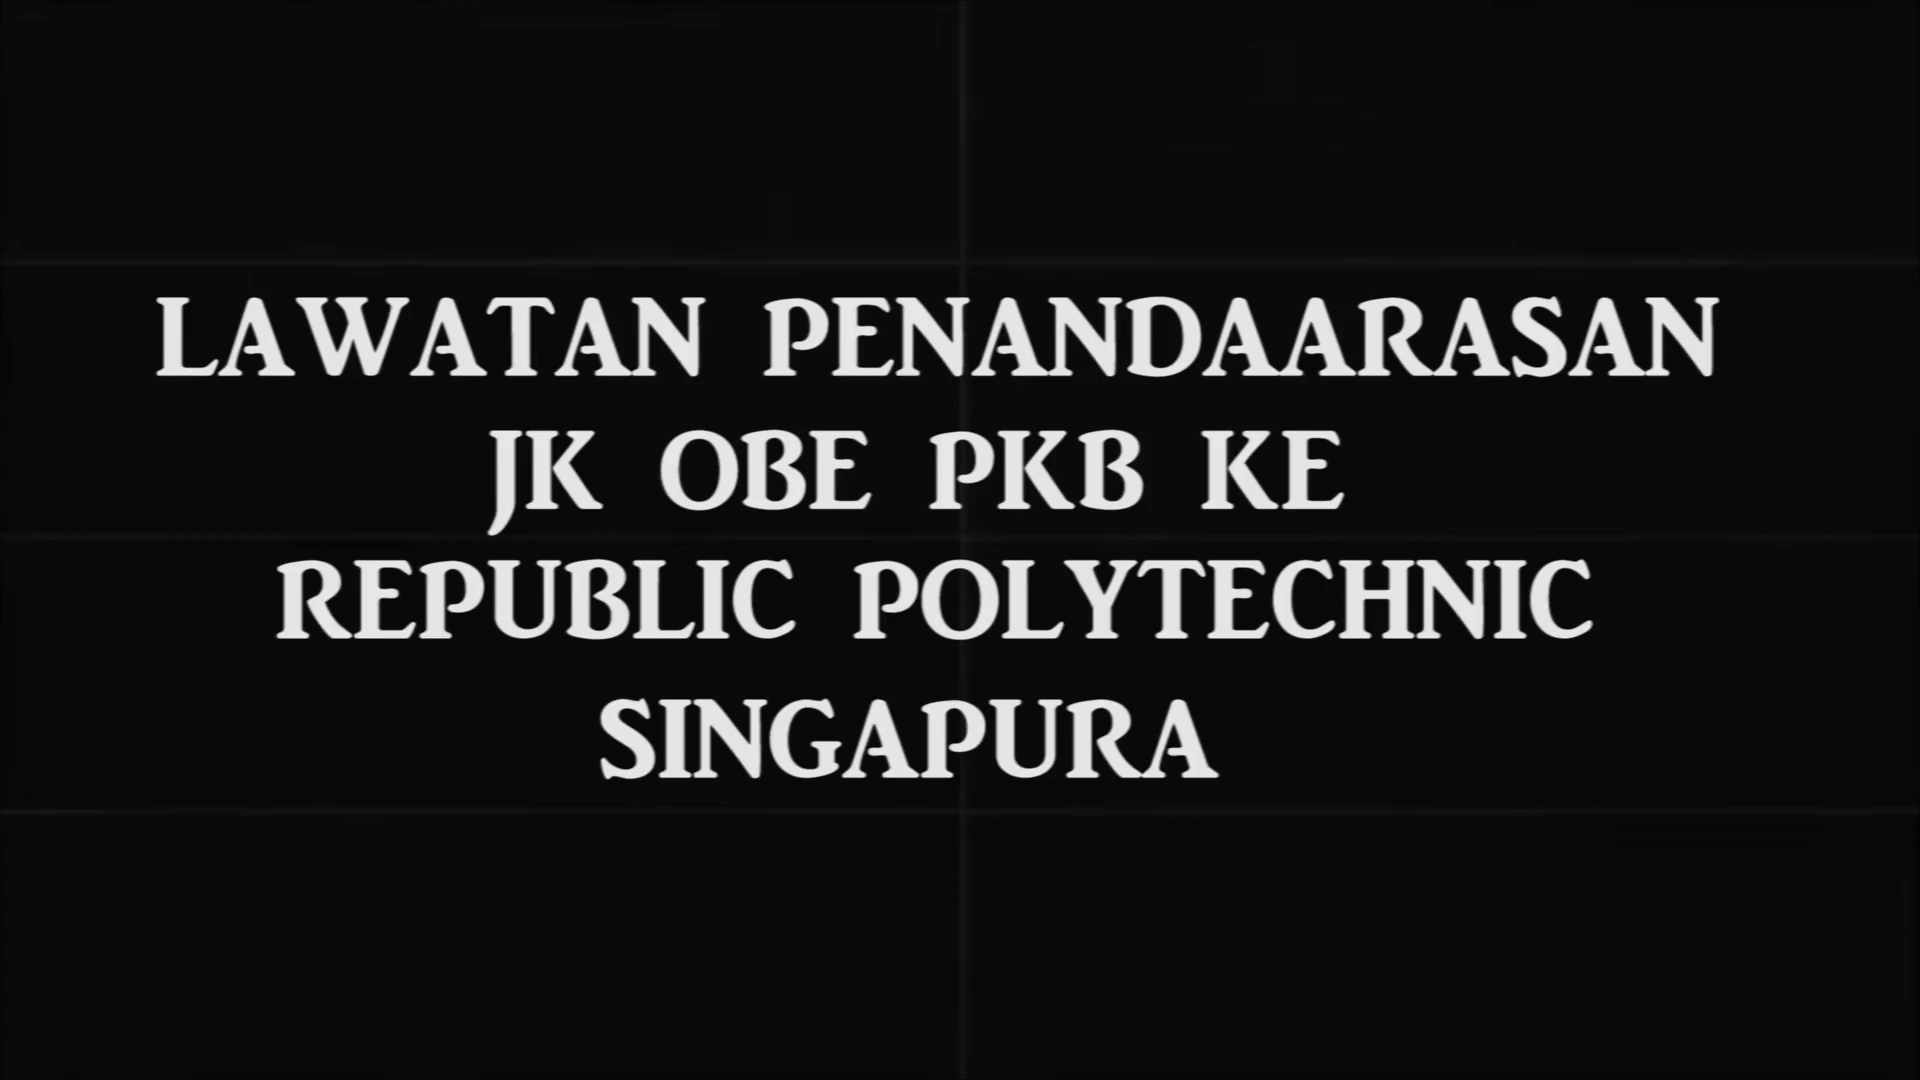 LAWATAN PENANDAARASAN
JK OBE PKB KE
REPUBLIC POLYTECHNIC
SINGAPURA